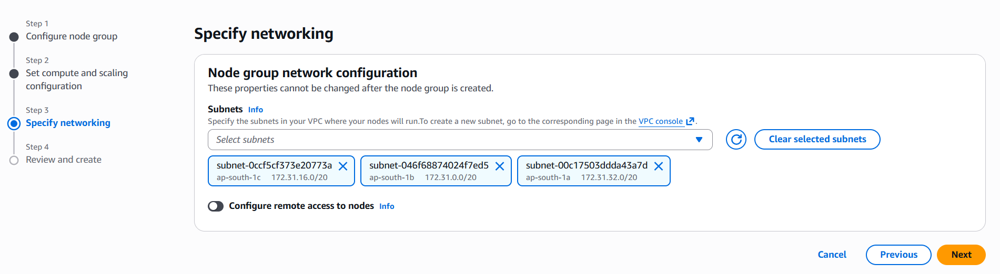 Step 1
Configure node group
Step 2
Set compute and scaling
configuration
Step 3
Specify networking
Step 4
Review and create
Specify networking
Node group network configuration
These properties cannot be changed after the node group is created.
Subnets Info
Specify the subnets in your VPC where your nodes will run.To create a new subnet, go to the corresponding page in the VPC console .
Select subnets
Clear selected subnets
subnet-0ccf5cf373e20773a
ap-south-1c 172.31.16.0/20
subnet-046f68874024f7ed5
ap-south-1b 172.31.0.0/20
subnet-00c17503ddda43a7d
ap-south-1a 172.31.32.0/20
Configure remote access to nodes Info
Cancel
Previous
Next